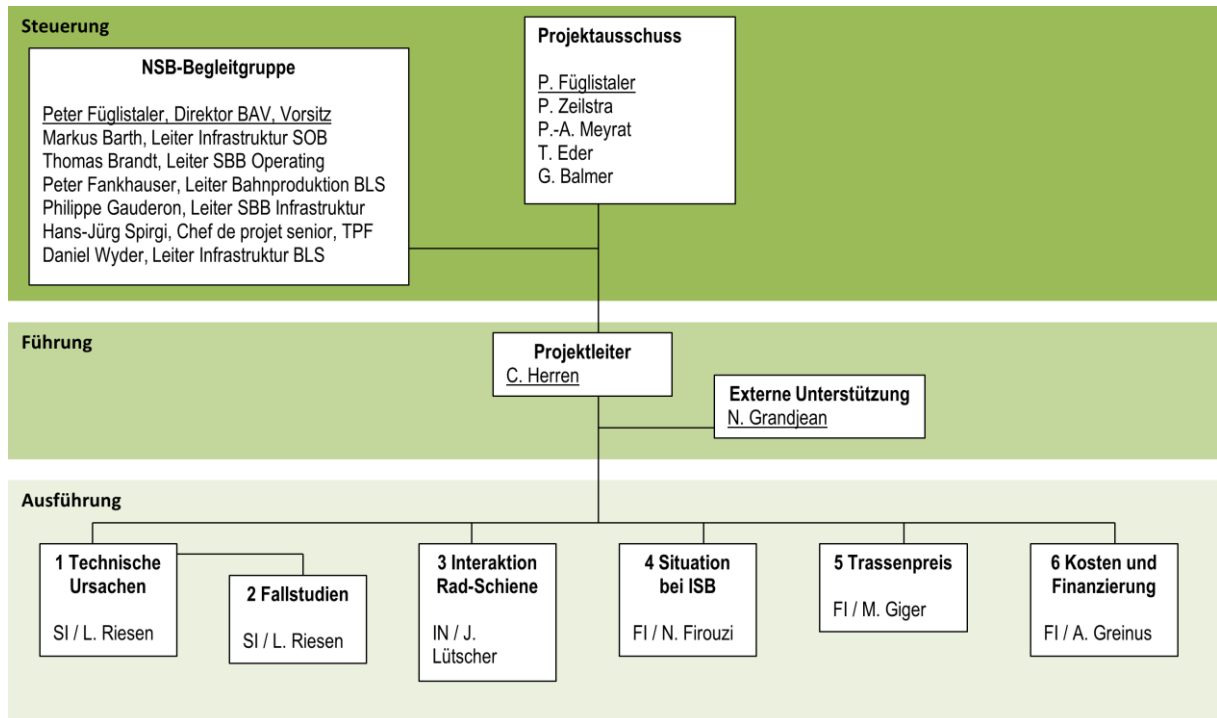 Steuerung
NSB-Begleitgruppe
Peter Füglistaler, Direktor BAV, Vorsitz
Markus Barth, Leiter Infrastruktur SOB
Thomas Brandt, Leiter SBB Operating
Peter Fankhauser, Leiter Bahnproduktion BLS
Philippe Gauderon, Leiter SBB Infrastruktur
Hans-Jürg Spirgi, Chef de projet senior, TPF
Daniel Wyder, Leiter Infrastruktur BLS
Projektausschuss
P. Füglistaler
P. Zeilstra
P.-A. Meyrat
T. Eder
G. Balmer
Führung
Projektleiter
C. Herren
Externe Unterstützung
N. Grandjean
Ausführung
1 Technische
Ursachen
SI / L. Riesen
2 Fallstudien
SI / L. Riesen
3 Interaktion
Rad-Schiene
IN / J.
Lütscher
4 Situation
bei ISB
FI / N. Firouzi
5 Trassenpreis
FI / M. Giger
6 Kosten und
Finanzierung
FI / A. Greinus